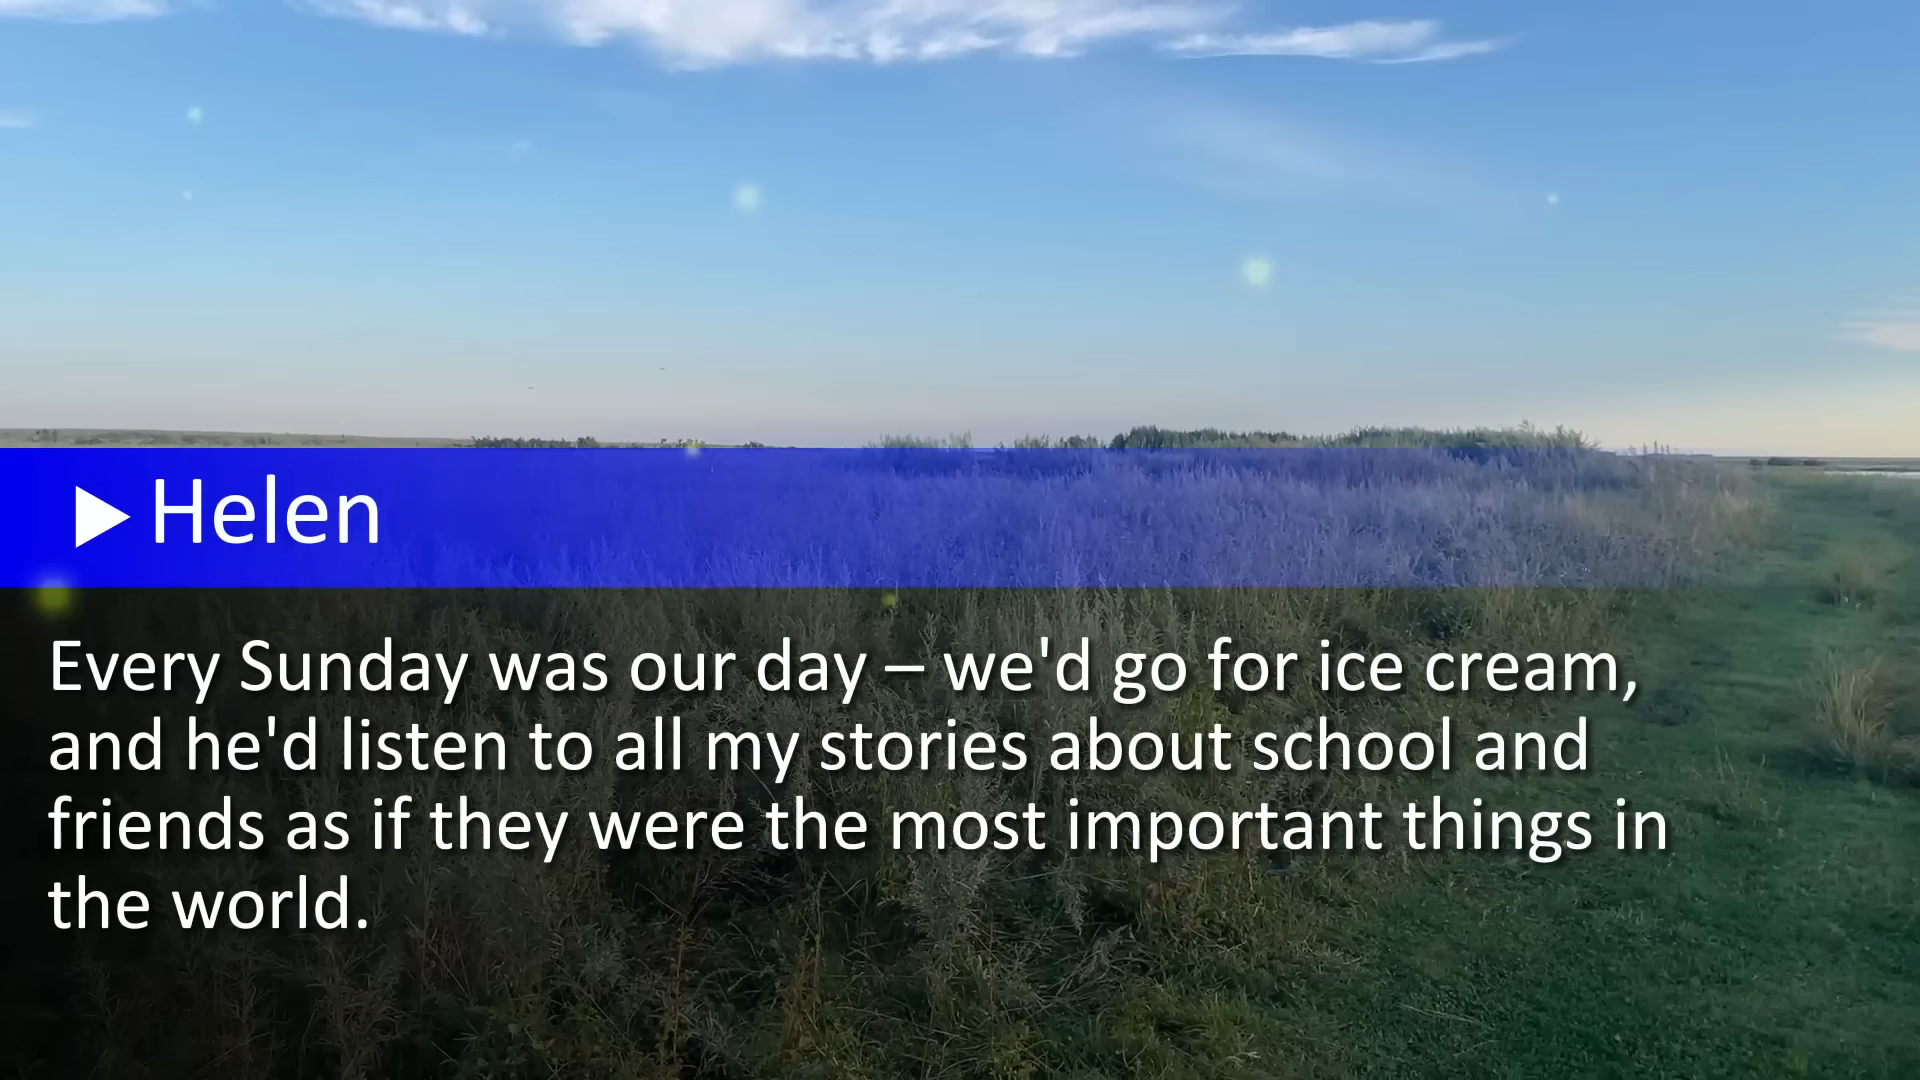 Helen
Every Sunday was our day – we'd go for ice cream,
and he'd listen to all my stories about school and
friends as if they were the most important things in
the world.